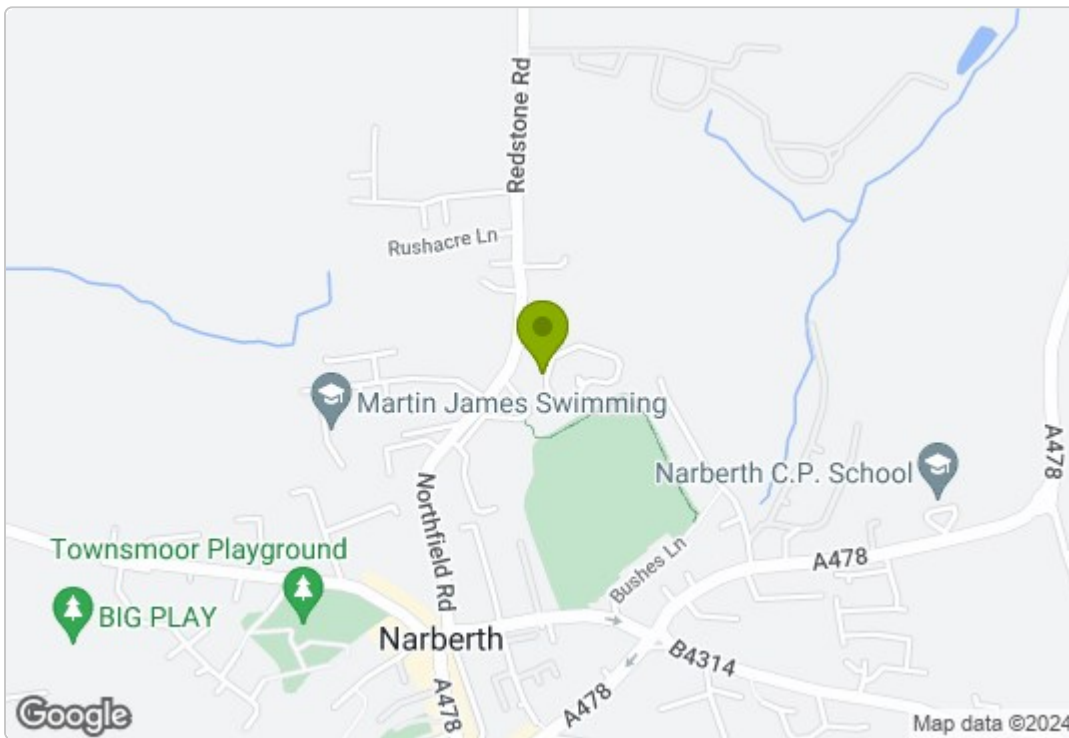 Redstone Rd
Rushacre Ln
Martin James Swimming
Narberth C.P. School
A478
Northfield Rd
Townsmoor Playground
Bushes Ln
A478
BIG PLAY
Narberth
B4314
A478
A478
Google
Map data ©2024